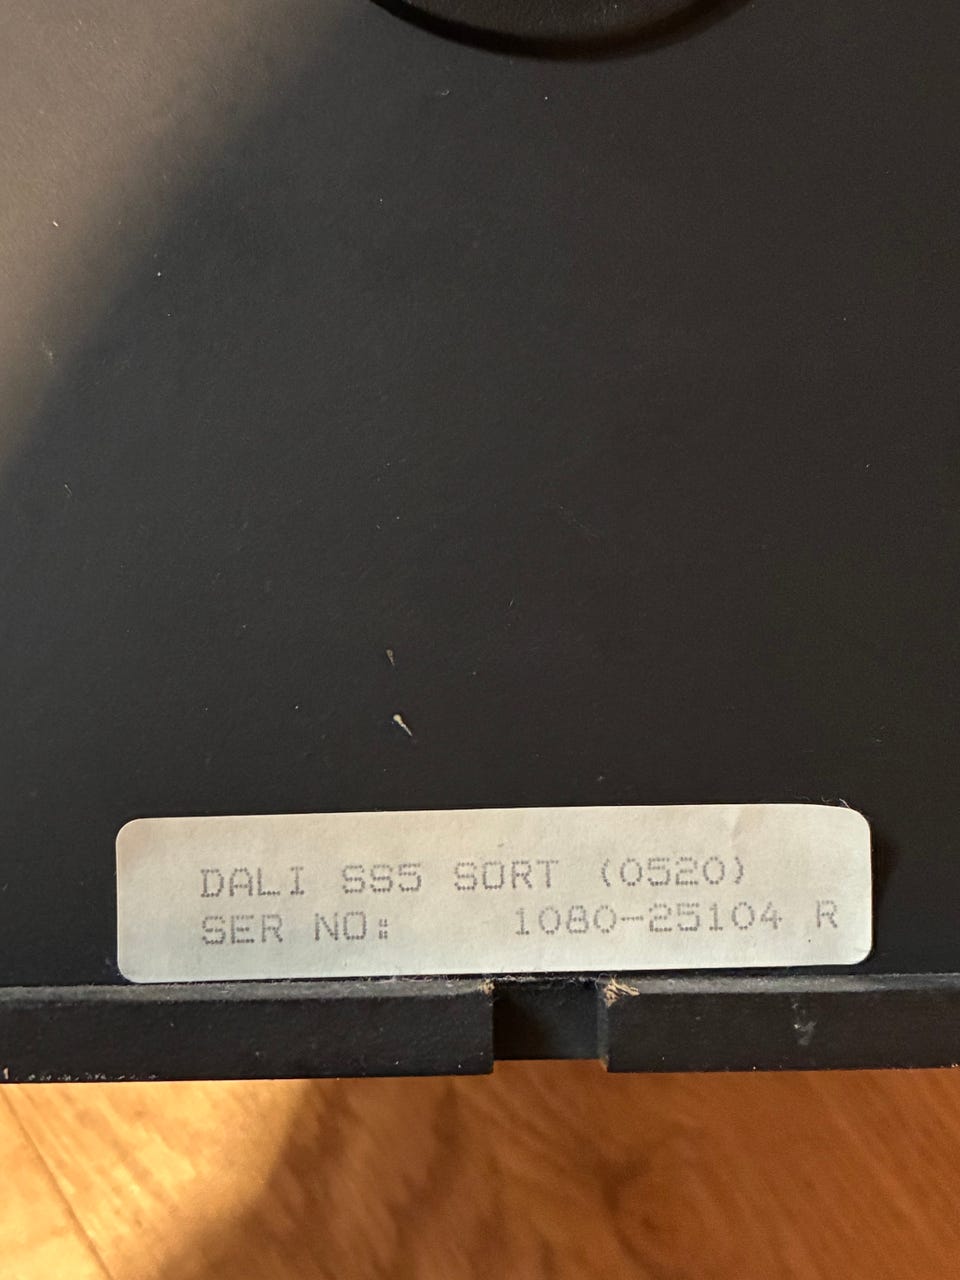 DALI SS5 SORT (0520)
SER NO: 1080-25104 R